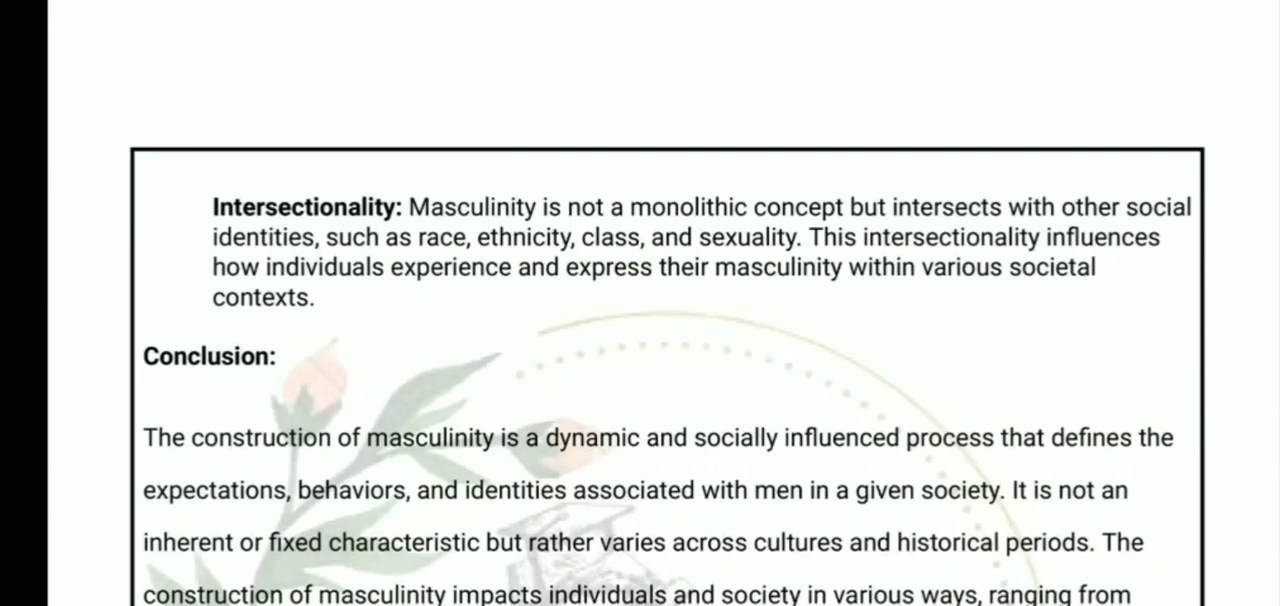 Intersectionality: Masculinity is not a monolithic concept but intersects with other social
identities, such as race, ethnicity, class, and sexuality. This intersectionality influences
how individuals experience and express their masculinity within various societal
contexts.
Conclusion:
The construction of masculinity is a dynamic and socially influenced process that defines the
expectations, behaviors, and identities associated with men in a given society. It is not an
inherent or fixed characteristic but rather varies across cultures and historical periods. The
construction of masculinity impacts individuals and society in various ways, ranging from